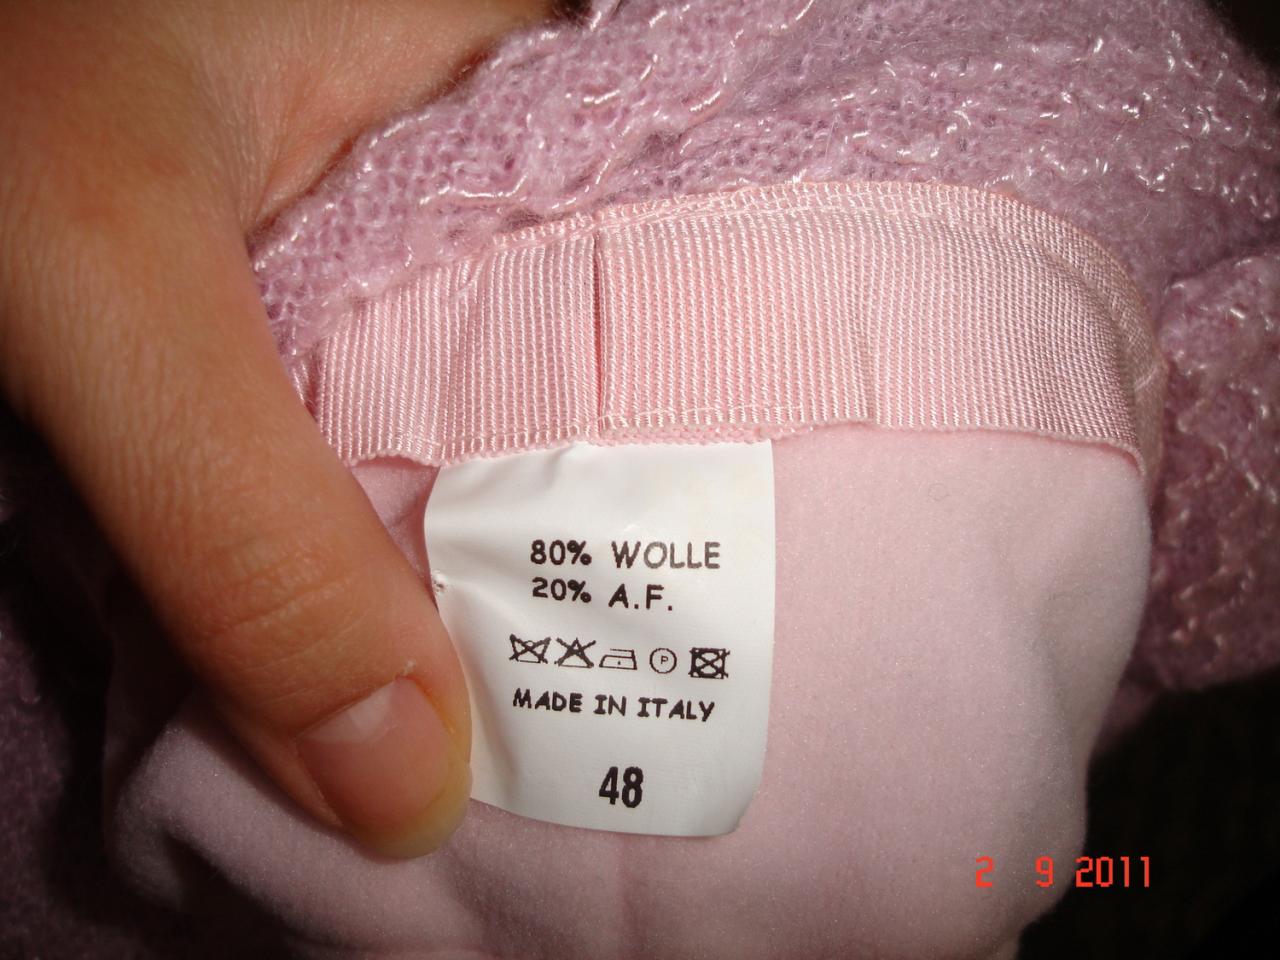 80% WOLLE
20% A.F.
P
MADE IN ITALY
48
2 9 2011